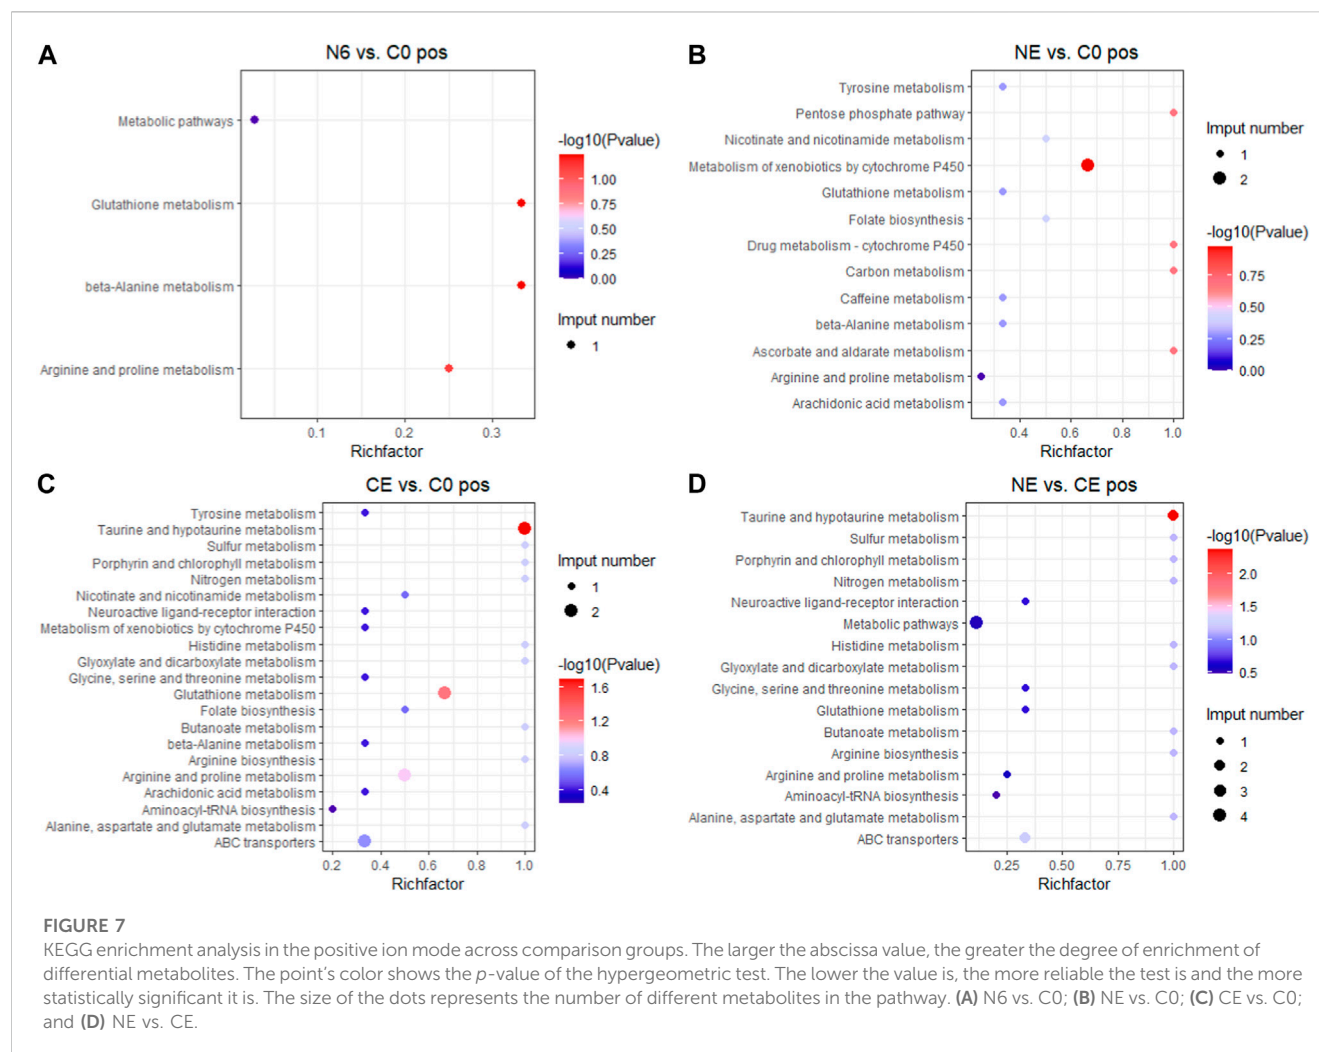 A
N6 vs. C0 pos
Metabolic pathways
Glutathione metabolism
beta-Alanine metabolism
Arginine and proline metabolism
0.1 0.2 0.3
Richfactor
-log10(Pvalue)
1.00
0.75
0.50
0.25
0.00
Imput number
1
B
NE vs. C0 pos
Tyrosine metabolism
Pentose phosphate pathway
Nicotinate and nicotinamide metabolism
Metabolism of xenobiotics by cytochrome P450
Glutathione metabolism
Folate biosynthesis
Drug metabolism - cytochrome P450
Carbon metabolism
Caffeine metabolism
beta-Alanine metabolism
Ascorbate and aldarate metabolism
Arginine and proline metabolism
Arachidonic acid metabolism
0.4 0.6 0.8 1.0
Richfactor
Imput number
1
2
-log10(Pvalue)
0.75
0.50
0.25
0.00
C
CE vs. C0 pos
Tyrosine metabolism
Taurine and hypotaurine metabolism
Sulfur metabolism
Porphyrin and chlorophyll metabolism
Nitrogen metabolism
Nicotinate and nicotinamide metabolism
Neuroactive ligand-receptor interaction
Metabolism of xenobiotics by cytochrome P450
Histidine metabolism
Glyoxylate and dicarboxylate metabolism
Glycine, serine and threonine metabolism
Glutathione metabolism
Folate biosynthesis
Butanoate metabolism
beta-Alanine metabolism
Arginine biosynthesis
Arginine and proline metabolism
Arachidonic acid metabolism
Aminoacyl-tRNA biosynthesis
Alanine, aspartate and glutamate metabolism
ABC transporters
0.2 0.4 0.6 0.8 1.0
Richfactor
Imput number
1
2
-log10(Pvalue)
1.6
1.2
0.8
0.4
D
NE vs. CE pos
Taurine and hypotaurine metabolism
Sulfur metabolism
Porphyrin and chlorophyll metabolism
Nitrogen metabolism
Neuroactive ligand-receptor interaction
Metabolic pathways
Histidine metabolism
Glyoxylate and dicarboxylate metabolism
Glycine, serine and threonine metabolism
Glutathione metabolism
Butanoate metabolism
Arginine biosynthesis
Arginine and proline metabolism
Aminoacyl-tRNA biosynthesis
Alanine, aspartate and glutamate metabolism
ABC transporters
0.25 0.50 0.75 1.00
Richfactor
-log10(Pvalue)
2.0
1.5
1.0
0.5
Imput number
1
2
3
4
FIGURE 7
KEGG enrichment analysis in the positive ion mode across comparison groups. The larger the abscissa value, the greater the degree of enrichment of
differential metabolites. The point's color shows the p-value of the hypergeometric test. The lower the value is, the more reliable the test is and the more
statistically significant it is. The size of the dots represents the number of different metabolites in the pathway. (A) N6 vs. C0; (B) NE vs. C0; (C) CE vs. C0;
and (D) NE vs. CE.